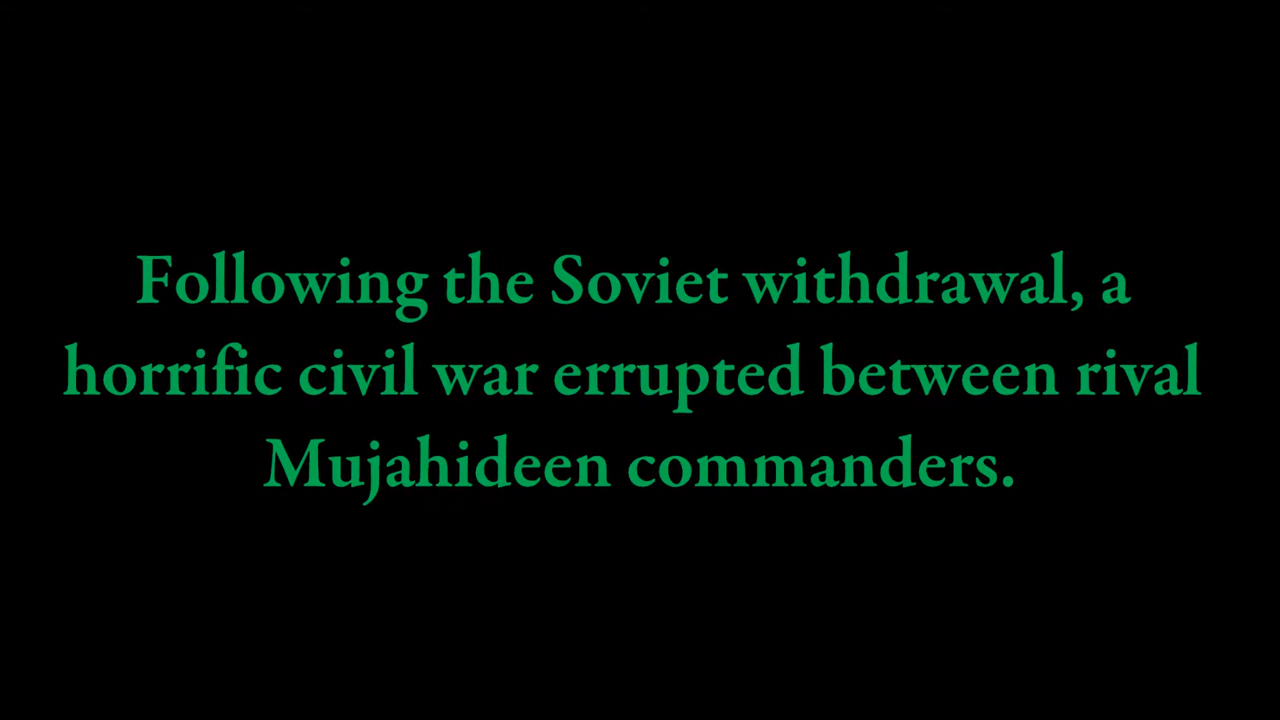 Following the Soviet withdrawal, a
horrific civil war errupted between rival
Mujahideen commanders.